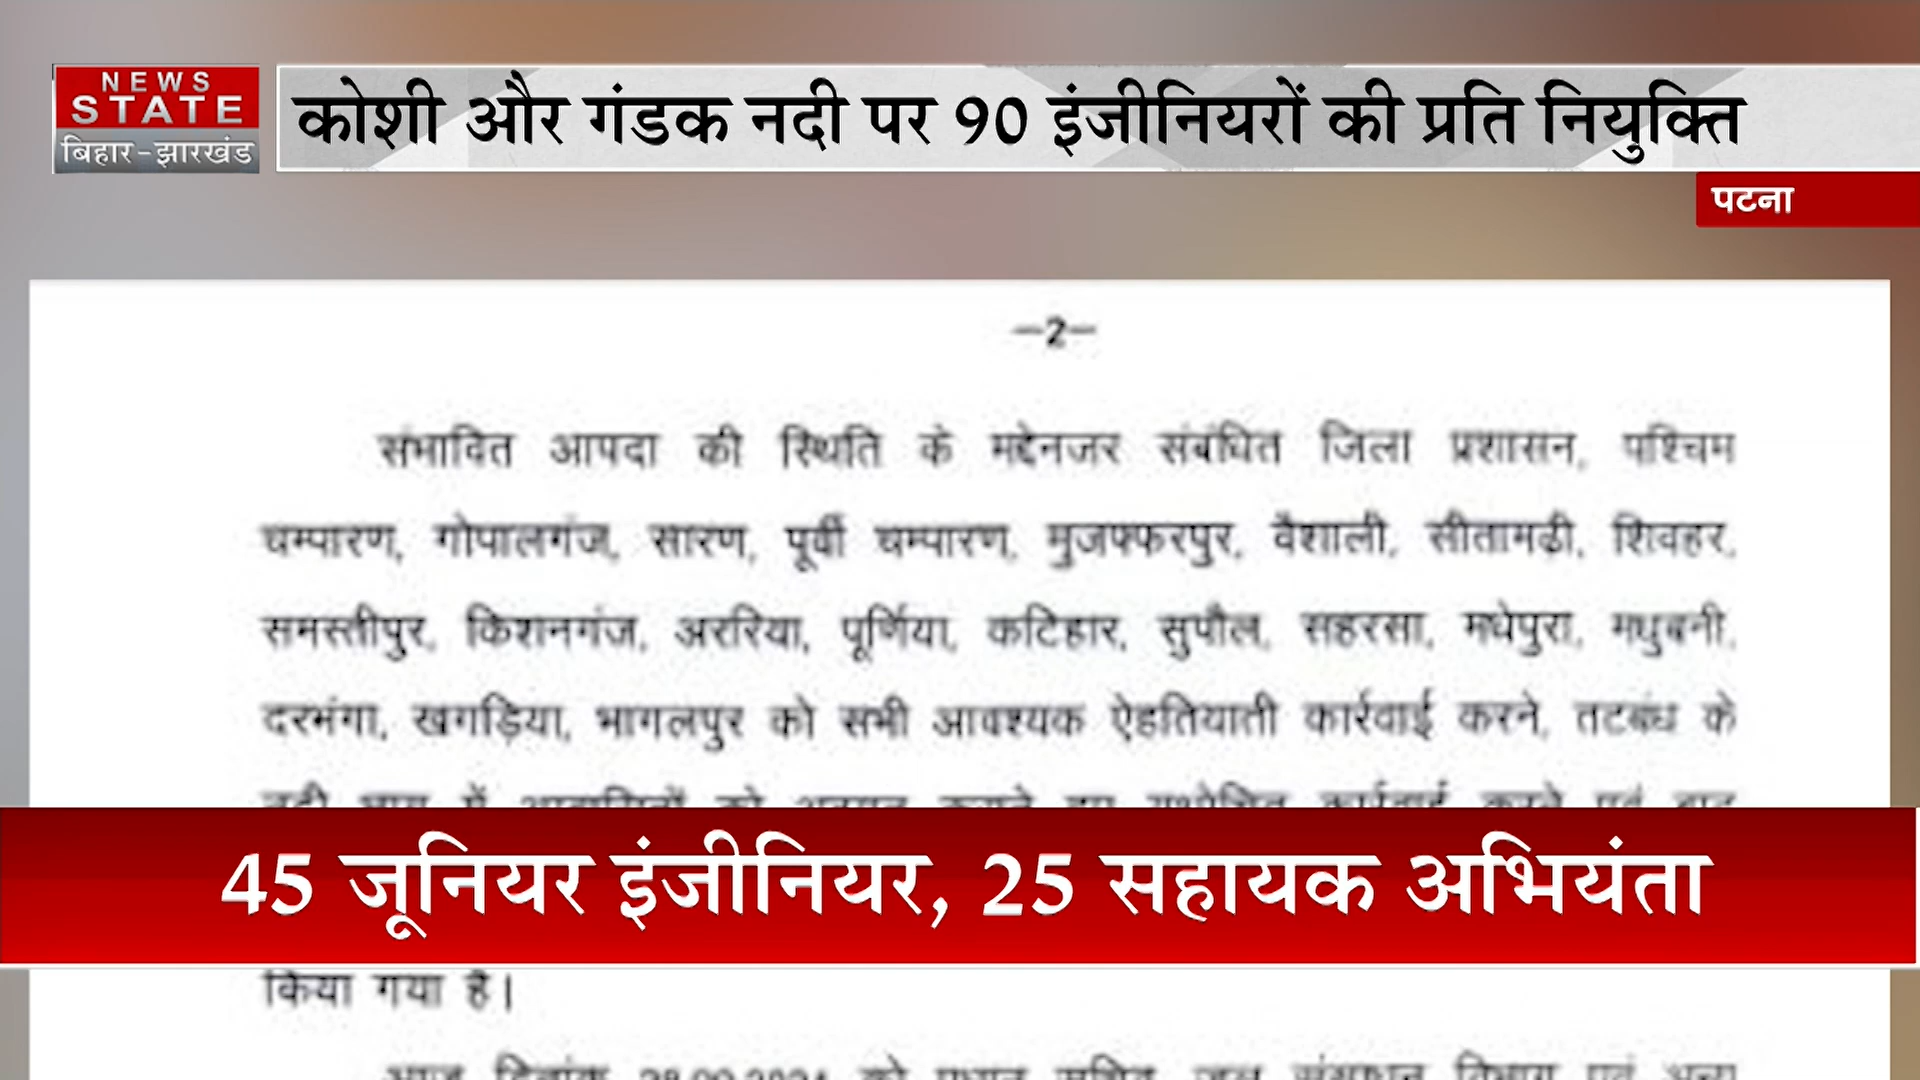 NEWS
STATE
बिहार-झारखंड
कोशी और गंडक नदी पर 90 इंजीनियरों की प्रति नियुक्ति
पटना
-2-
संभावित आपदा की स्थिति के मद्देनजर संबंधित जिला प्रशासन, पश्चिम
चम्पारण, गोपालगंज, सारण, पूर्वी चम्पारण, मुजफ्फरपुर, वैशाली, सीतामढ़ी, शिवहर,
समस्तीपुर, किशनगंज, अररिया, पूर्णिया, कटिहार, सुपौल, सहरसा, मधेपुरा, मधुबनी,
दरभंगा, खगड़िया, भागलपुर को सभी आवश्यक ऐहतियाती कार्रवाई करने, तटबंध के
45 जूनियर इंजीनियर, 25 सहायक अभियंता
किया गया है।